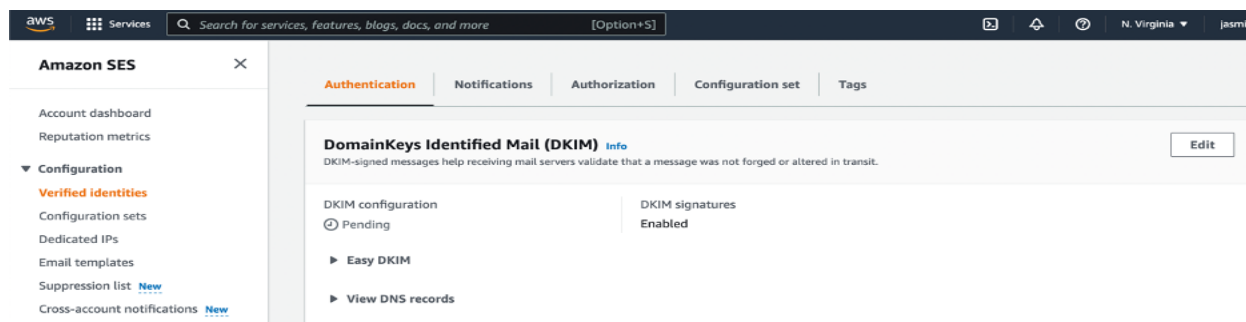 aws Services Search for services, features, blogs, docs, and more [Option+S] N. Virginia ▼ jasmi
Amazon SES
Account dashboard
Reputation metrics
▼ Configuration
Verified identities
Configuration sets
Dedicated IPs
Email templates
Suppression list New
Cross-account notifications New
Authentication Notifications Authorization Configuration set Tags
DomainKeys Identified Mail (DKIM) Info Edit
DKIM-signed messages help receiving mail servers validate that a message was not forged or altered in transit.
DKIM configuration DKIM signatures
Pending Enabled
▶ Easy DKIM
▶ View DNS records